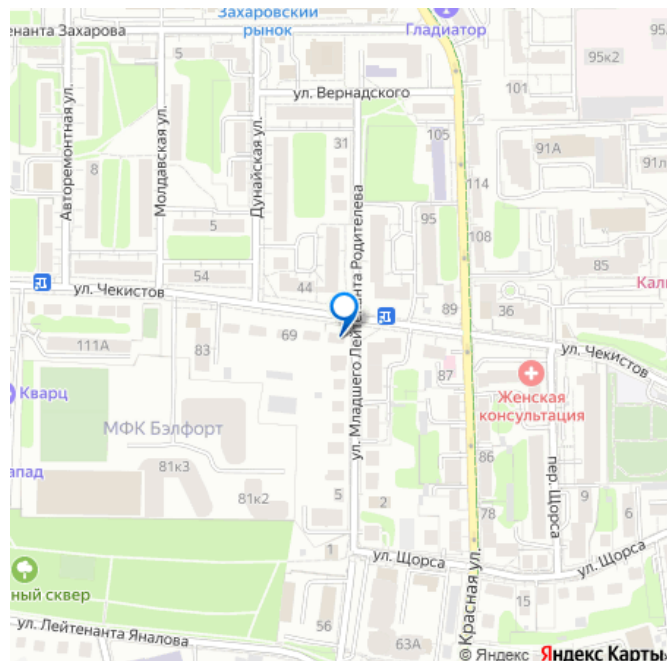 Захаровский
рынок
енанта Захарова
Гладиатор
95к2
101
ул. Вернадского
31
105
91А
91л
Авторемонтная ул.
Молдавская ул.
Дунайская ул.
ул. Младшего Лейтенанта Родителева
8
114
5
95
108
54
44
85
Кали
ул. Чекистов
89
36
69
83
111А
ул. Чекистов
87
Женская
консультация
Кварц
МФК Бэлфорт
86
апад
81к3
81к2
5
2
78
пер. Щорса
9
6
1
ул. Щорса
ул. Щорса
Красная ул.
ный сквер
15
56
63А
ул. Лейтенанта Яналова
© Яндекс Яндекс Карты